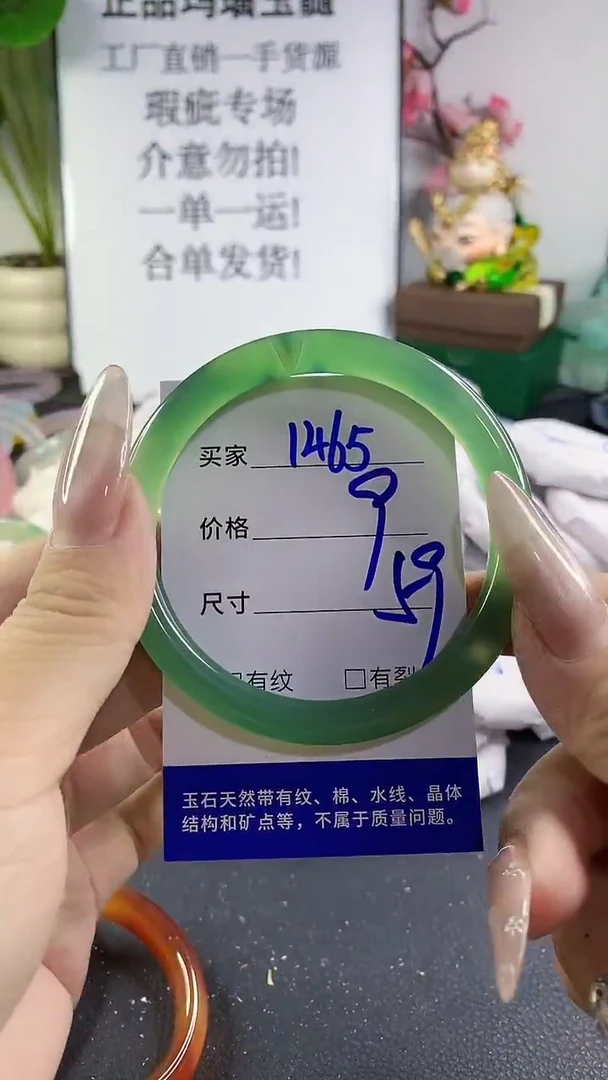 正品玛瑙玉髓
工厂直销一手货源
瑕疵专场
介意勿拍!
一单一运!
合单发货!
买家 1465
价格 9
尺寸 59
□有纹 □有裂
玉石天然带有纹、棉、水线、晶体
结构和矿点等，不属于质量问题。